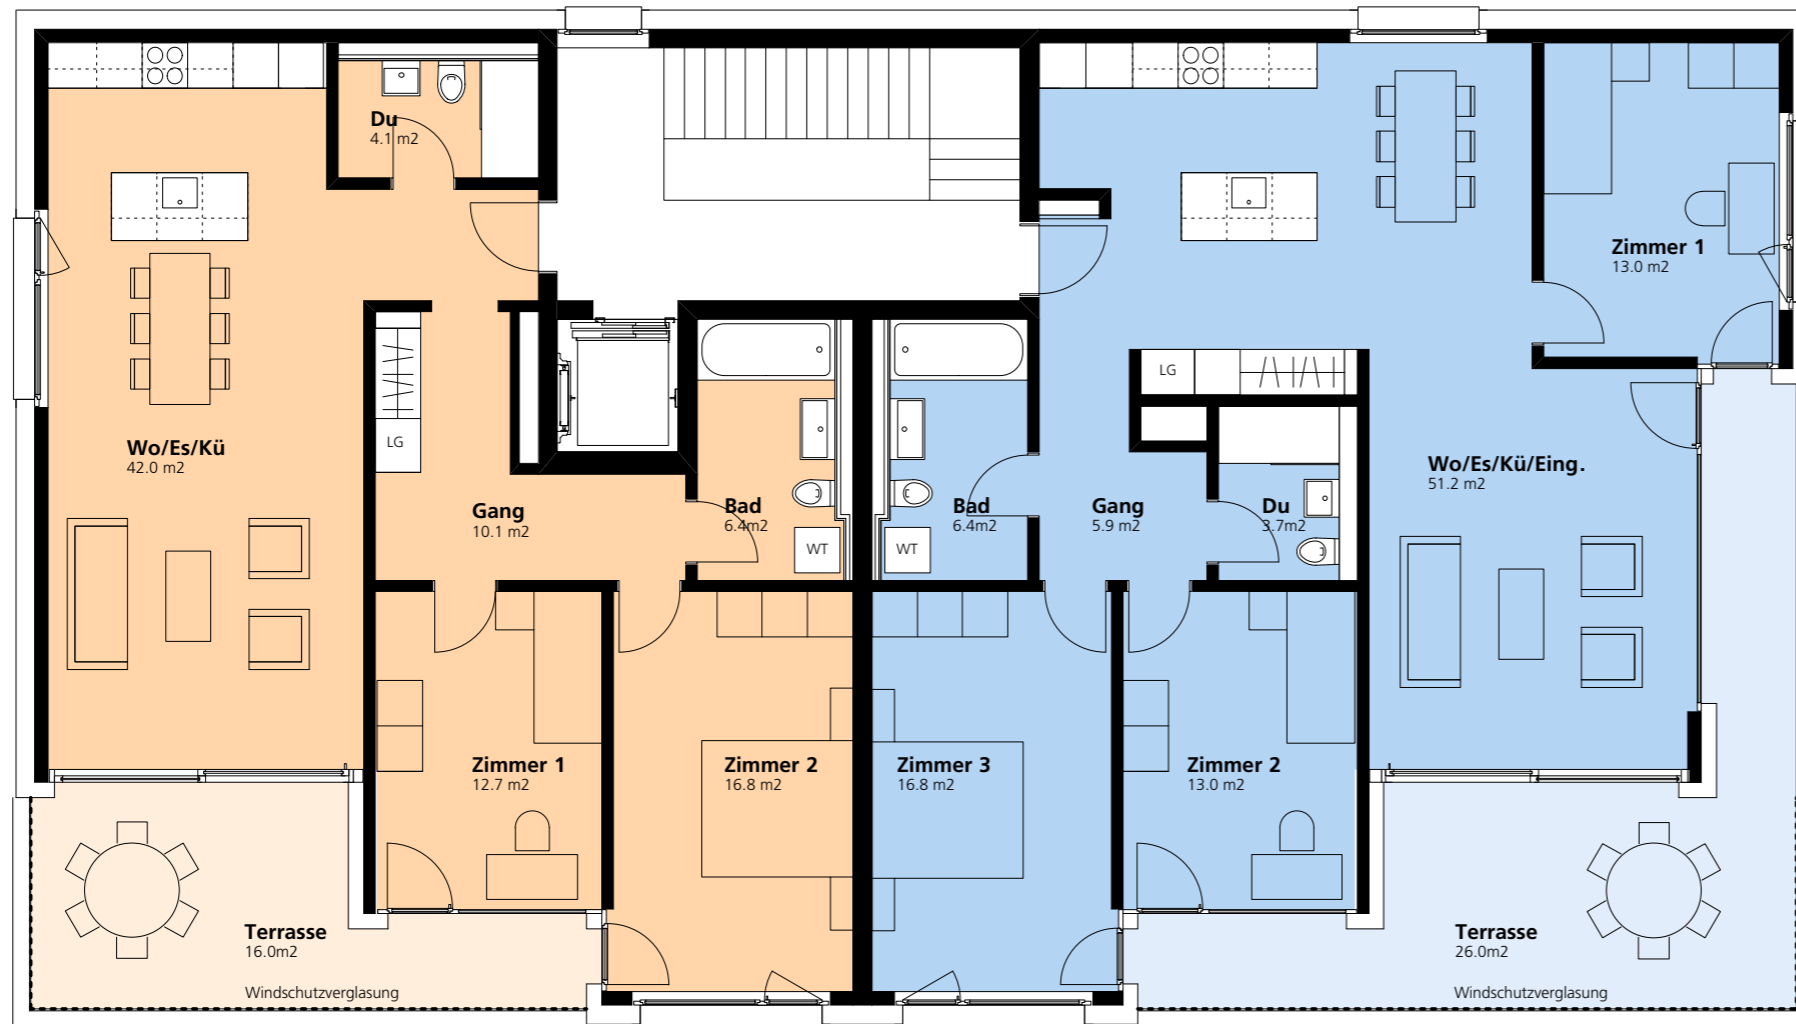 Du
4.1 m2
Zimmer 1
13.0 m2
LG
LG
Wo/Es/Kü
42.0 m2
Wo/Es/Kü/Eing.
51.2 m2
Gang
10.1 m2
Bad
6.4m2
Bad
6.4m2
Gang
5.9 m2
Du
3.7m2
WT
WT
Zimmer 1
12.7 m2
Zimmer 2
16.8 m2
Zimmer 3
16.8 m2
Zimmer 2
13.0 m2
Terrasse
16.0m2
Terrasse
26.0m2
Windschutzverglasung
Windschutzverglasung